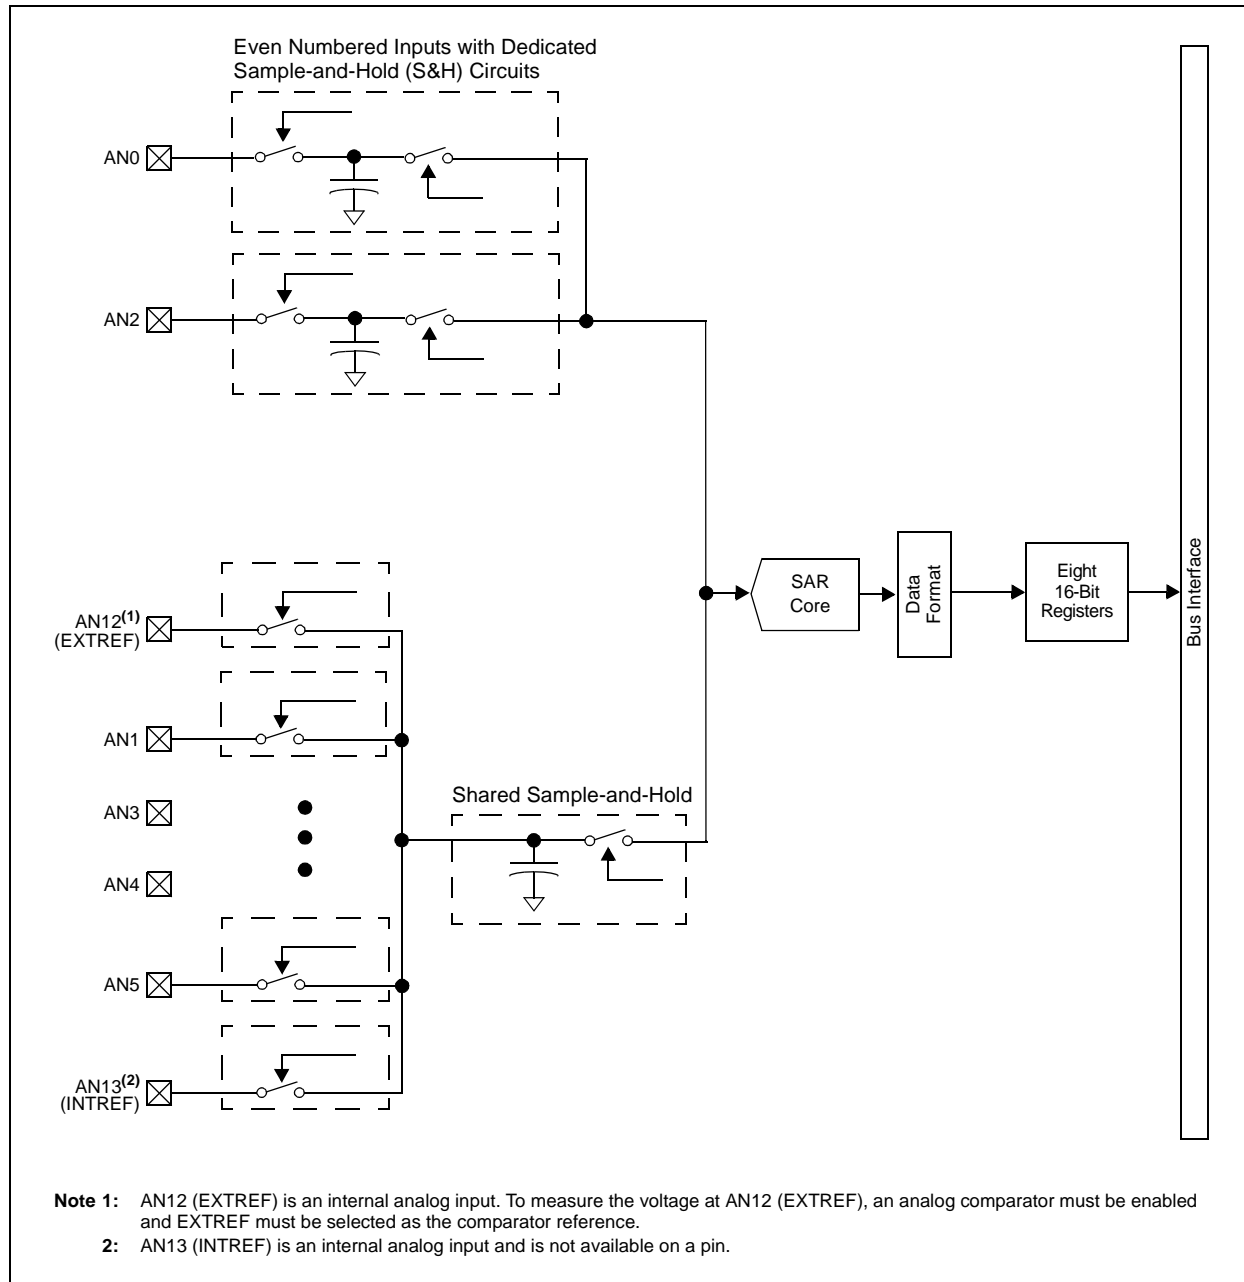 Even Numbered Inputs with Dedicated
Sample-and-Hold (S&H) Circuits
AN0
AN2
AN12(1)
(EXTREF)
AN1
AN3
AN4
AN5
AN13(2)
(INTREF)
Shared Sample-and-Hold
SAR
Core
Data
Format
Eight
16-Bit
Registers
Bus Interface
Note 1: AN12 (EXTREF) is an internal analog input. To measure the voltage at AN12 (EXTREF), an analog comparator must be enabled
and EXTREF must be selected as the comparator reference.
2: AN13 (INTREF) is an internal analog input and is not available on a pin.